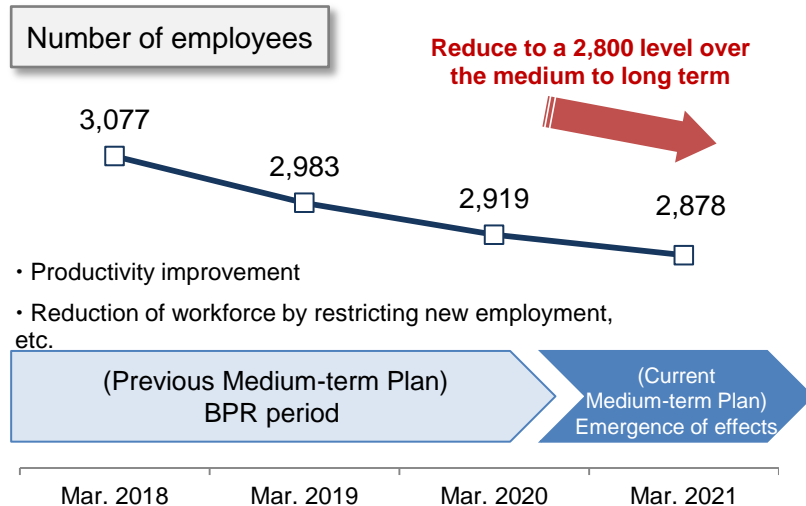 Number of employees
Reduce to a 2,800 level over
the medium to long term
3,077
2,983
2,919
2,878
・Productivity improvement
・Reduction of workforce by restricting new employment,
etc.
(Previous Medium-term Plan)
BPR period
(Current
Medium-term Plan)
Emergence of effects
Mar. 2018
Mar. 2019
Mar. 2020
Mar. 2021